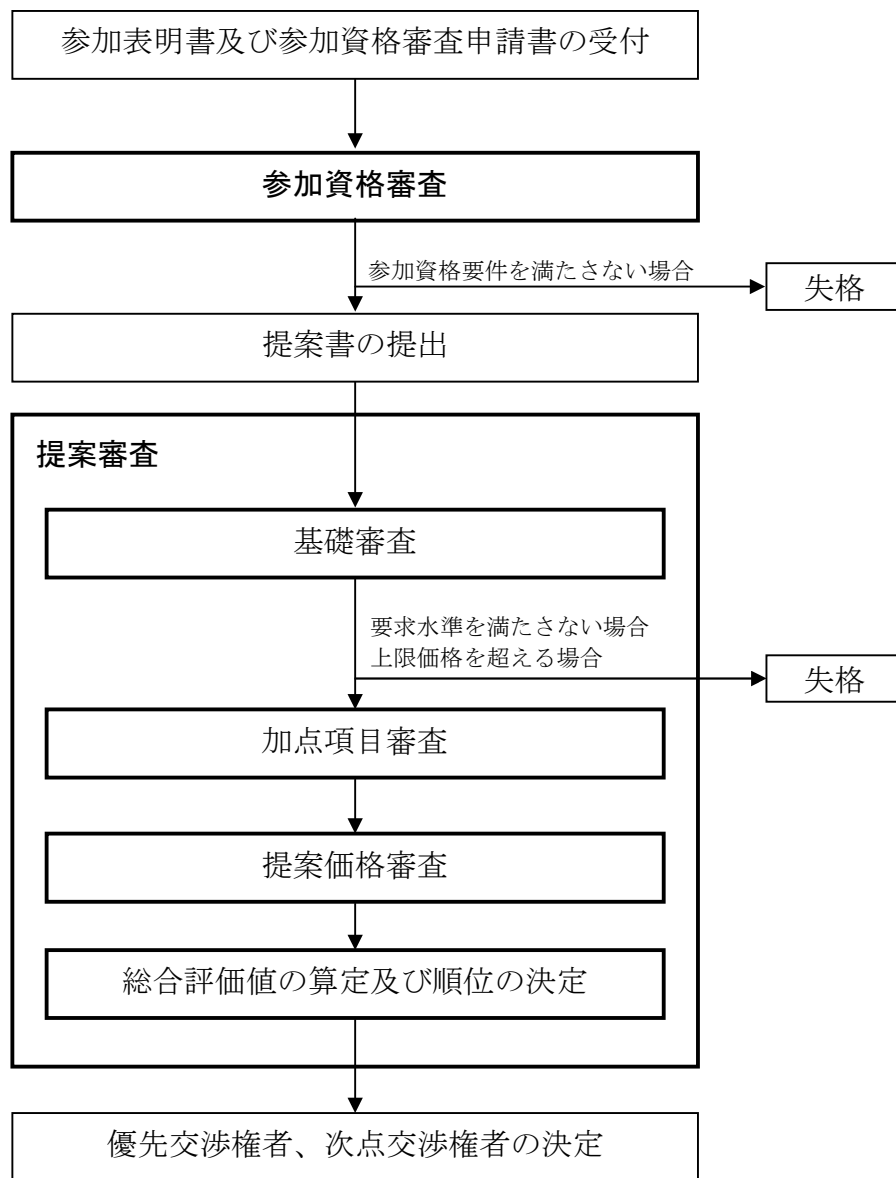 参加表明書及び参加資格審査申請書の受付
参加資格審査
参加資格要件を満たさない場合
失格
提案書の提出
提案審査
基礎審査
要求水準を満たさない場合
上限価格を超える場合
失格
加点項目審査
提案価格審査
総合評価値の算定及び順位の決定
優先交渉権者、次点交渉権者の決定